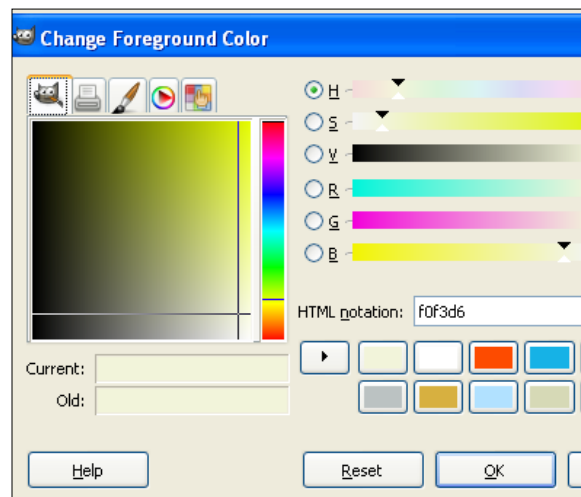 Change Foreground Color
H
S
V
R
G
B
HTML notation: f0f3d6
Current:
Old:
Help
Reset
OK